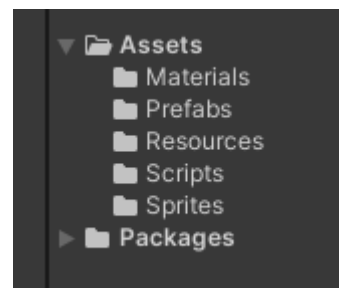 Assets
Materials
Prefabs
Resources
Scripts
Sprites
Packages